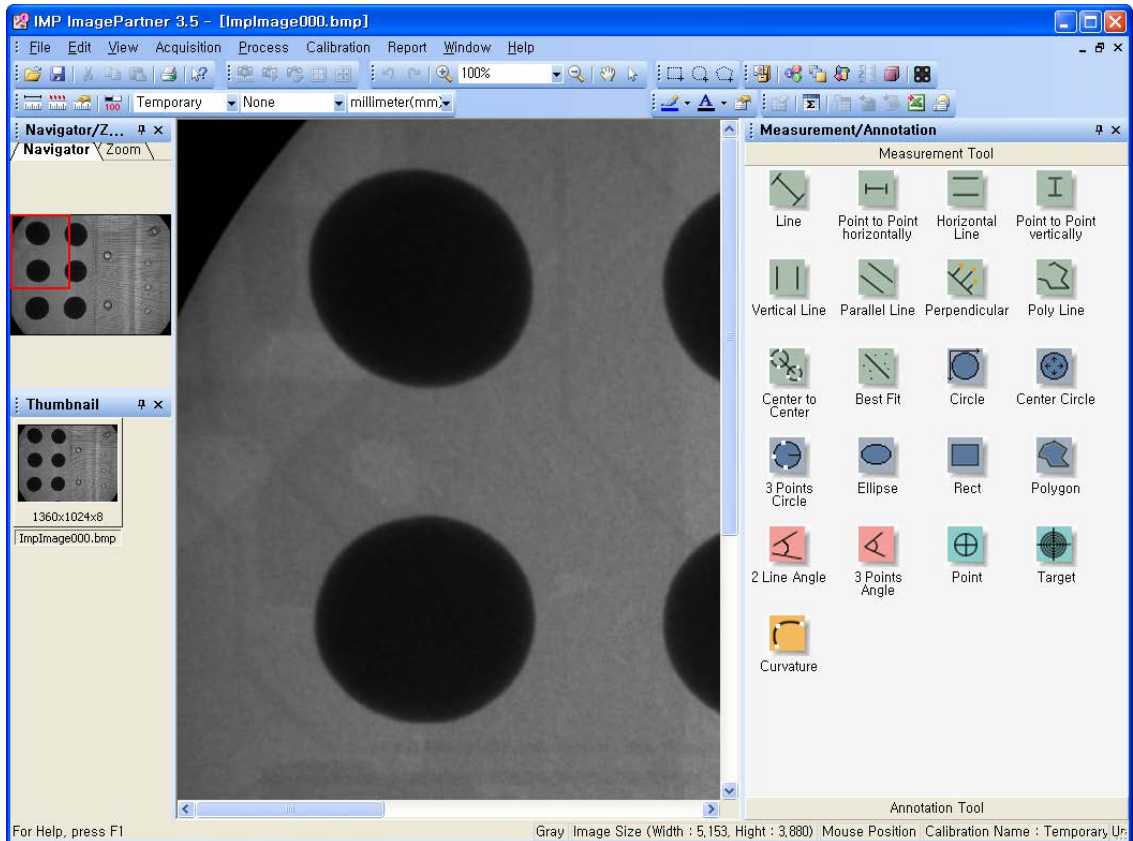 IMP ImagePartner 3.5 - [ImpImage000.bmp]
File Edit View Acquisition Process Calibration Report Window Help
100%
100 Temporary None millimeter(mm)
Navigator/Z...
Navigator Zoom
Thumbnail
1360x1024x8
ImpImage000.bmp
Measurement/Annotation
Measurement Tool
Line
Point to Point
horizontally
Horizontal
Line
Point to Point
vertically
Vertical Line Parallel Line Perpendicular Poly Line
Center to
Center
Best Fit Circle Center Circle
3 Points
Circle
Ellipse Rect Polygon
2 Line Angle
3 Points
Angle
Point Target
Curvature
Annotation Tool
For Help, press F1 Gray Image Size (Width : 5,153, Hight : 3,880) Mouse Position Calibration Name : Temporary